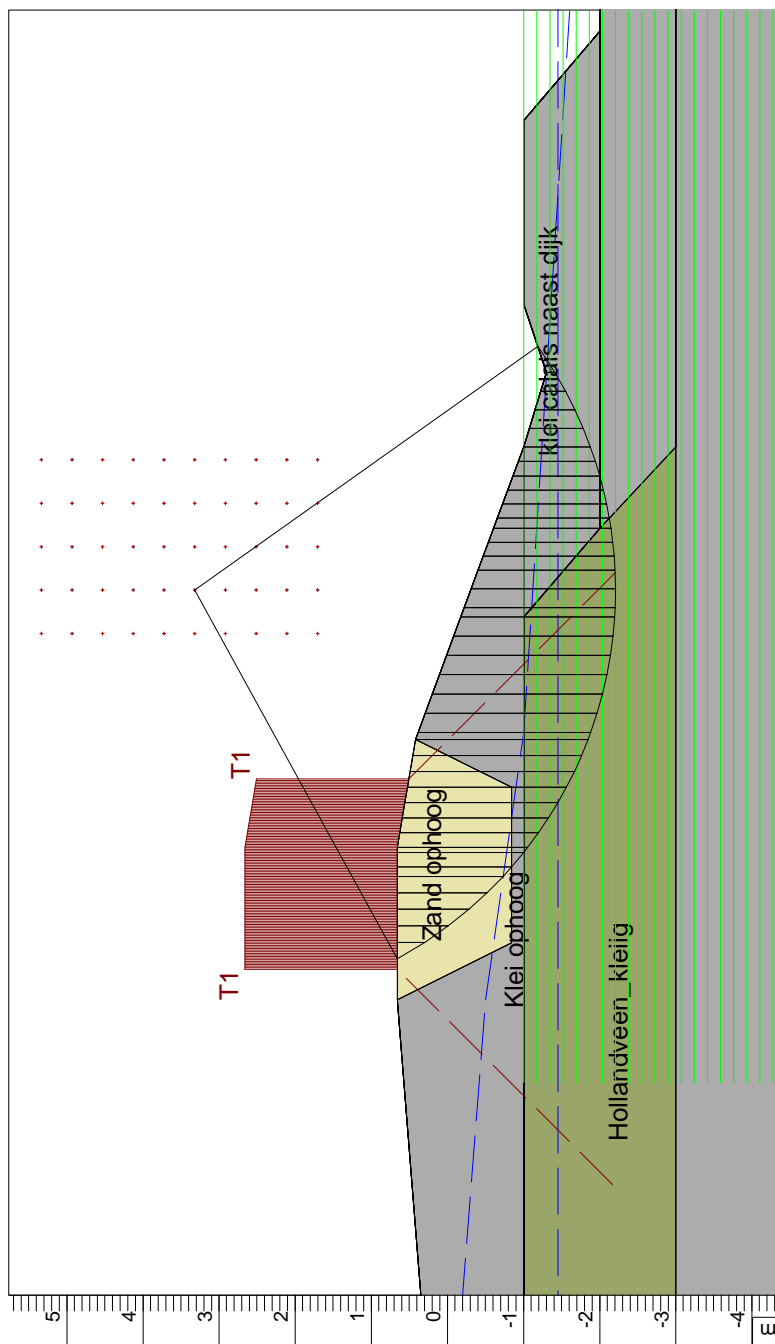 T1
T1
Zand ophoog
Klei ophoog
Hollandveen_kleiig
klei calais naast dijk
5
4
3
2
1
0
-1
-2
-3
-4
m